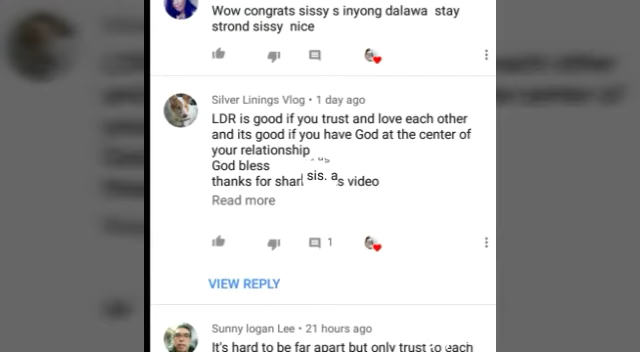 Wow congrats sissy s inyong dalawa stay
strond sissy nice
Silver Linings Vlog • 1 day ago
LDR is good if you trust and love each other
and its good if you have God at the center of
your relationship
God bless
thanks for shari sis. a s video
Read more
1
VIEW REPLY
Sunny logan Lee • 21 hours ago
It's hard to be far apart but only trust to each